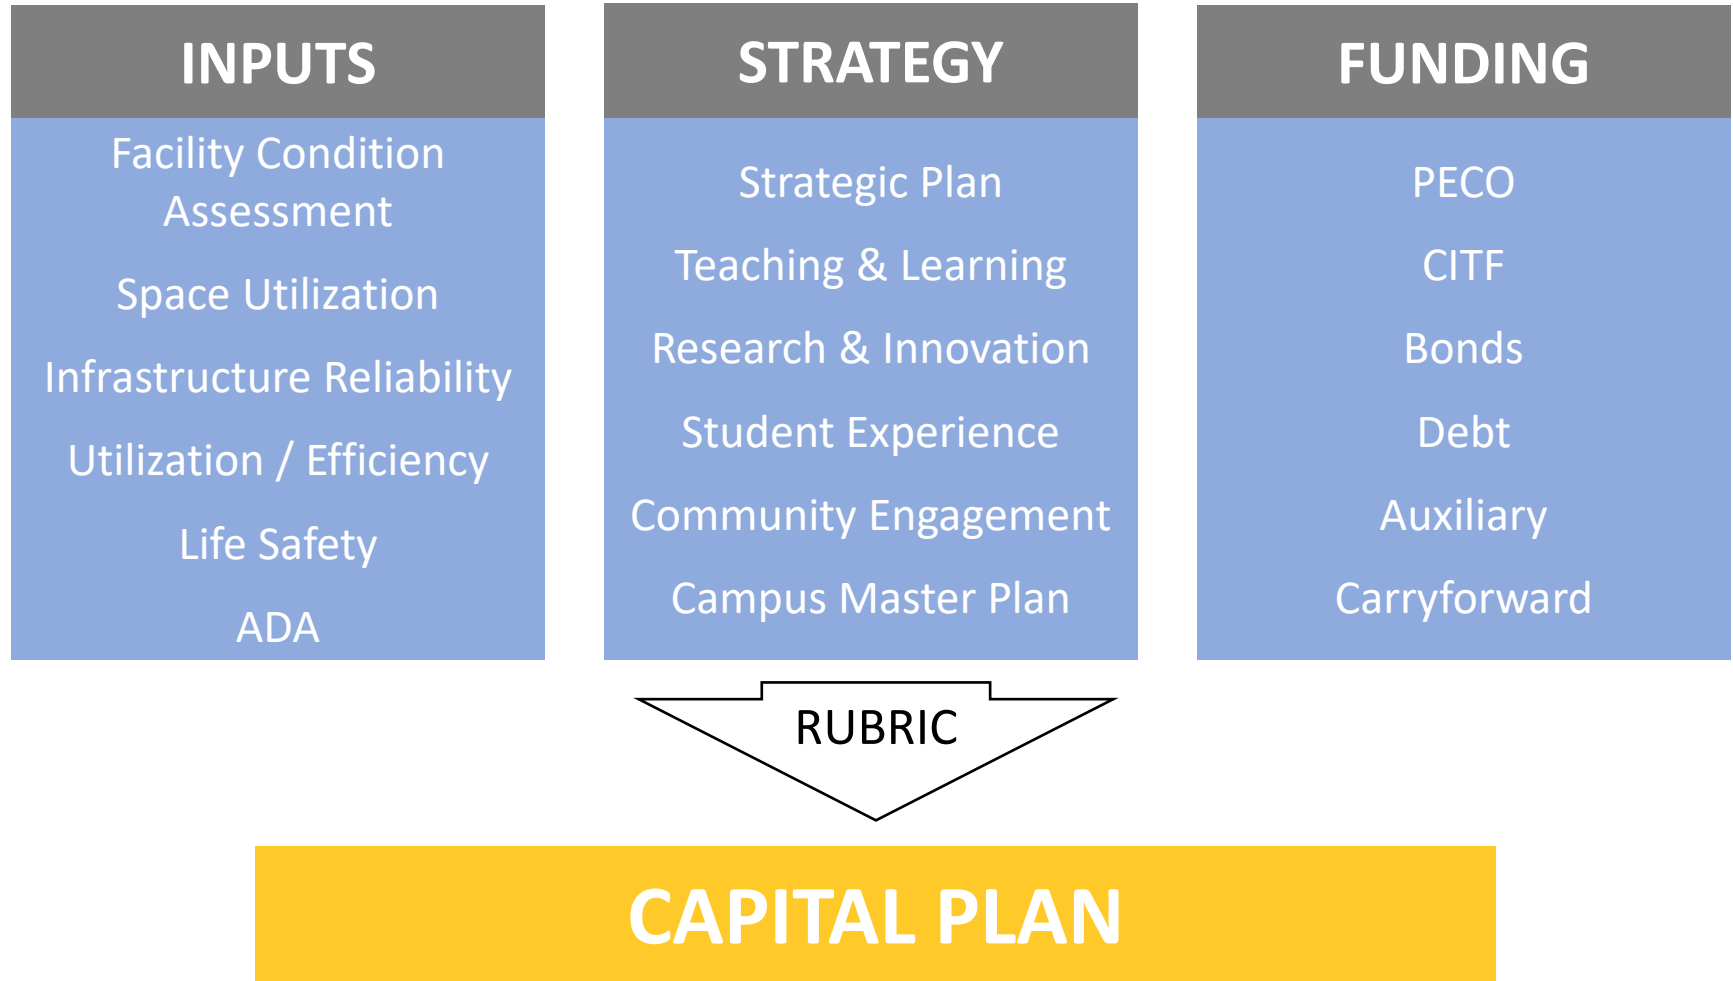 INPUTS
Facility Condition
Assessment
Space Utilization
Infrastructure Reliability
Utilization / Efficiency
Life Safety
ADA
STRATEGY
Strategic Plan
Teaching & Learning
Research & Innovation
Student Experience
Community Engagement
Campus Master Plan
FUNDING
PECO
CITF
Bonds
Debt
Auxiliary
Carryforward
RUBRIC
CAPITAL PLAN